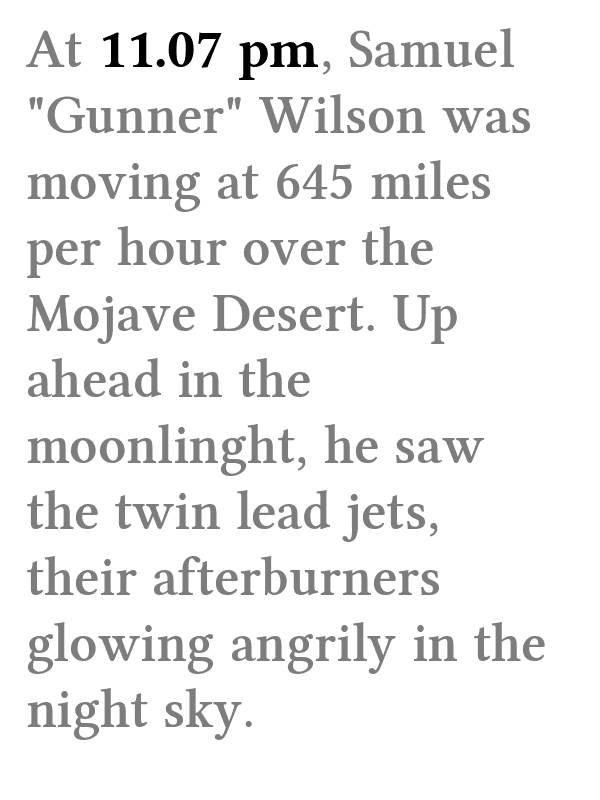 At 11.07 pm, Samuel
"Gunner" Wilson was
moving at 645 miles
per hour over the
Mojave Desert. Up
ahead in the
moonlinght, he saw
the twin lead jets,
their afterburners
glowing angrily in the
night sky.